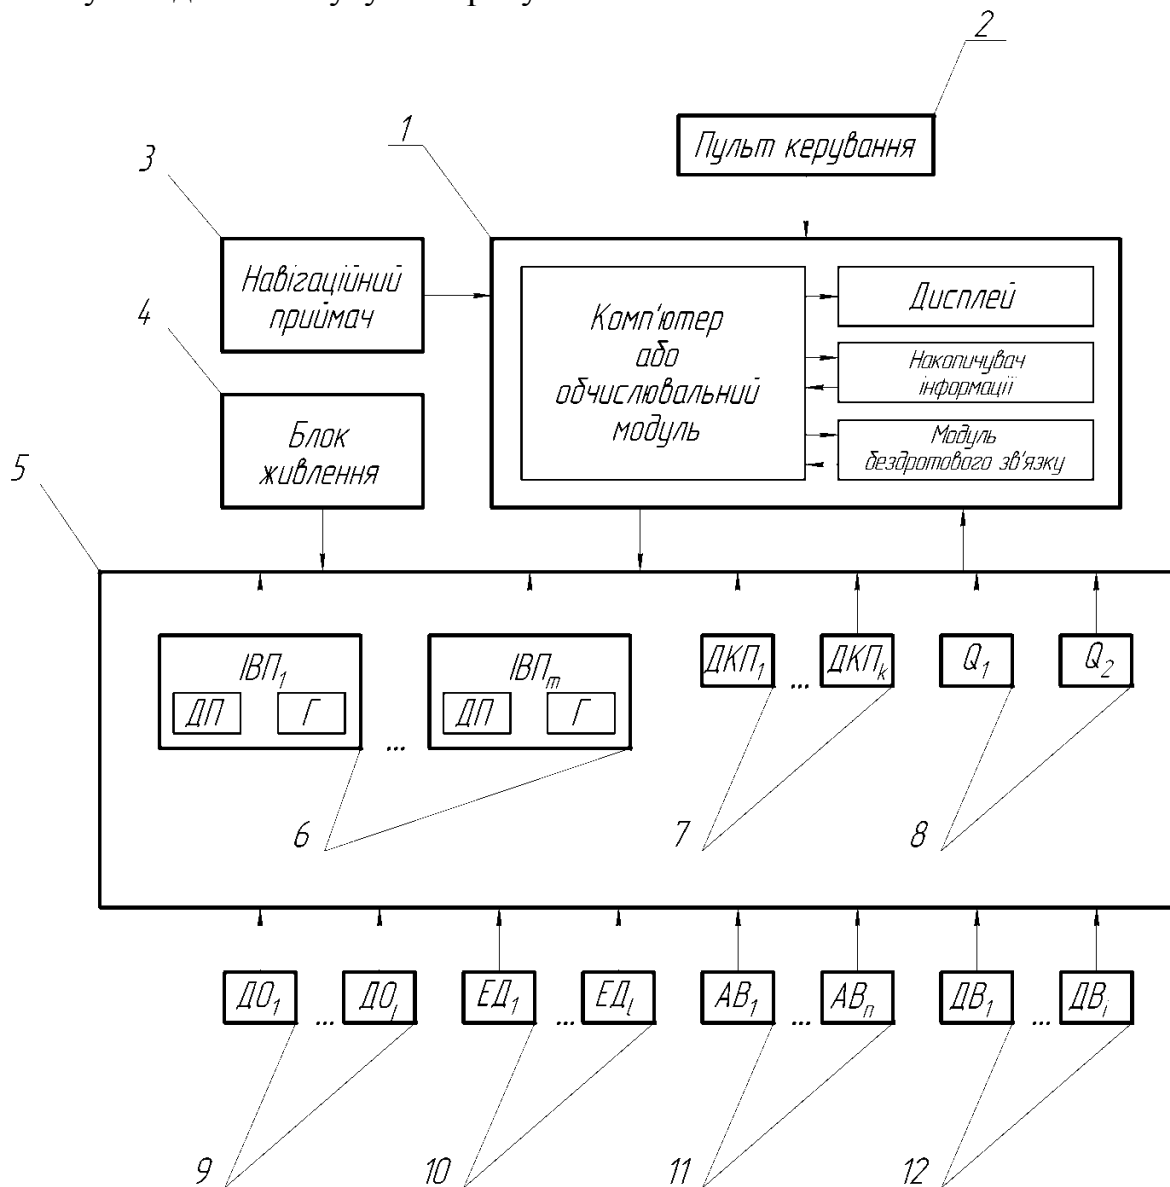 2
1
Пульт керування
3
Навігаційний
приймач
Комп'ютер
або
обчислювальний
модуль
Дисплей
Накопичувач
інформації
Модуль
бездротового зв'язку
4
Блок
живлення
5
ІВП1
ДП Г
...
ІВПm
ДП Г
ДКП1 ... ДКПk
Q1 Q2
6 7 8
ДО1 ... ДОj ЕД1 ... ЕДl АВ1 ... АВn ДВ1 ... ДВi
9 10 11 12